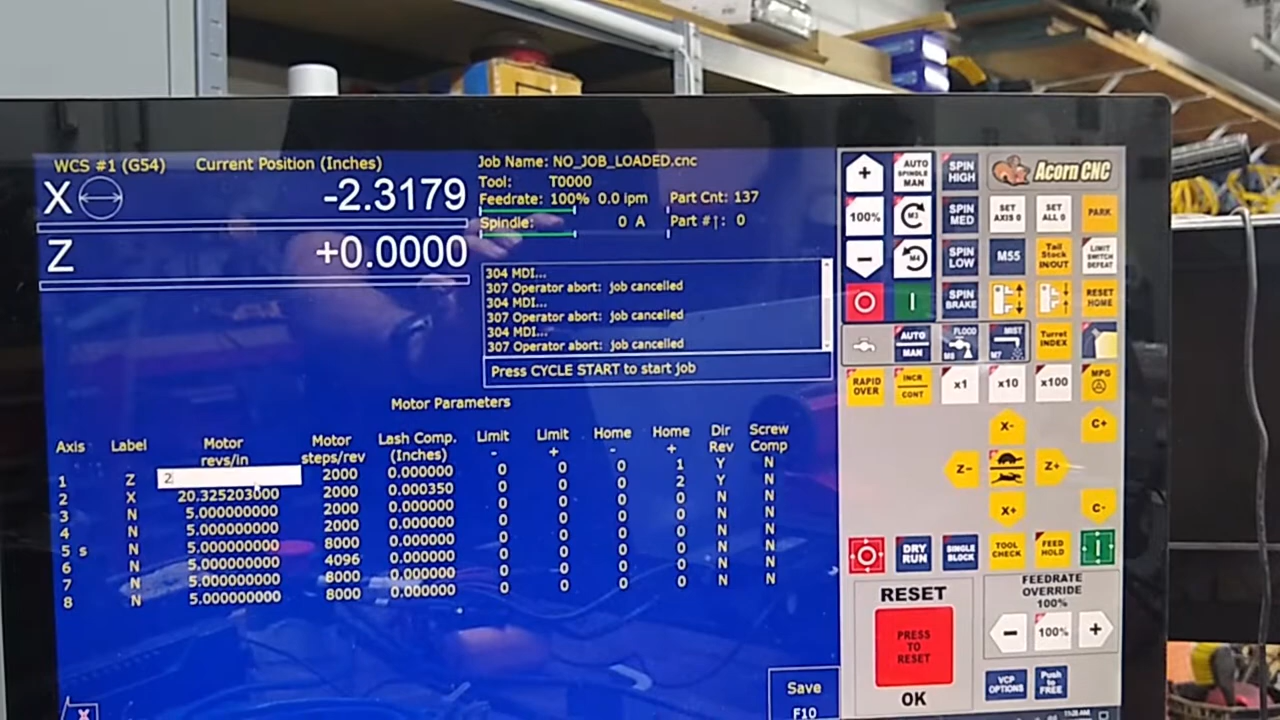 WCS #1 (G54) Current Position (Inches)
X -2.3179
Z +0.0000
Job Name: NO_JOB_LOADED.cnc
Tool: T0000
Feedrate: 100% 0.0 ipm Part Cnt: 137
Spindle: 0 A Part #↑: 0
304 MDI...
307 Operator abort: job cancelled
304 MDI...
307 Operator abort: job cancelled
304 MDI...
307 Operator abort: job cancelled
Press CYCLE START to start job
Motor Parameters
Axis Label Motor revs/in Motor steps/rev Lash Comp. (Inches) Limit - Limit + Home - Home + Dir Rev Screw Comp
1 Z 2 2000 0.000000 0 0 0 1 Y N
2 X 20.325203000 2000 0.000350 0 0 0 2 Y N
3 N 5.000000000 2000 0.000000 0 0 0 0 N N
4 N 5.000000000 2000 0.000000 0 0 0 0 N N
5 s N 5.000000000 8000 0.000000 0 0 0 0 N N
6 N 5.000000000 4096 0.000000 0 0 0 0 N N
7 N 5.000000000 8000 0.000000 0 0 0 0 N N
8 N 5.000000000 8000 0.000000 0 0 0 0 N N
Save
F10
+ AUTO SPINDLE MAN SPIN HIGH Acorn CNC
100% M3 SPIN MED SET AXIS 0 SET ALL 0 PARK
- M4 SPIN LOW M55 Tail Stock IN/OUT LIMIT SWITCH DEFEAT
SPIN BRAKE RESET HOME
AUTO MAN FLOOD M8 MIST M7 Turret INDEX
RAPID OVER INCR CONT x1 x10 x100 MPG
X- C+
Z- Z+
X+ C-
DRY RUN SINGLE BLOCK TOOL CHECK FEED HOLD
RESET
PRESS TO RESET
OK
FEEDRATE OVERRIDE
100%
- 100% +
VCP OPTIONS Push to FREE